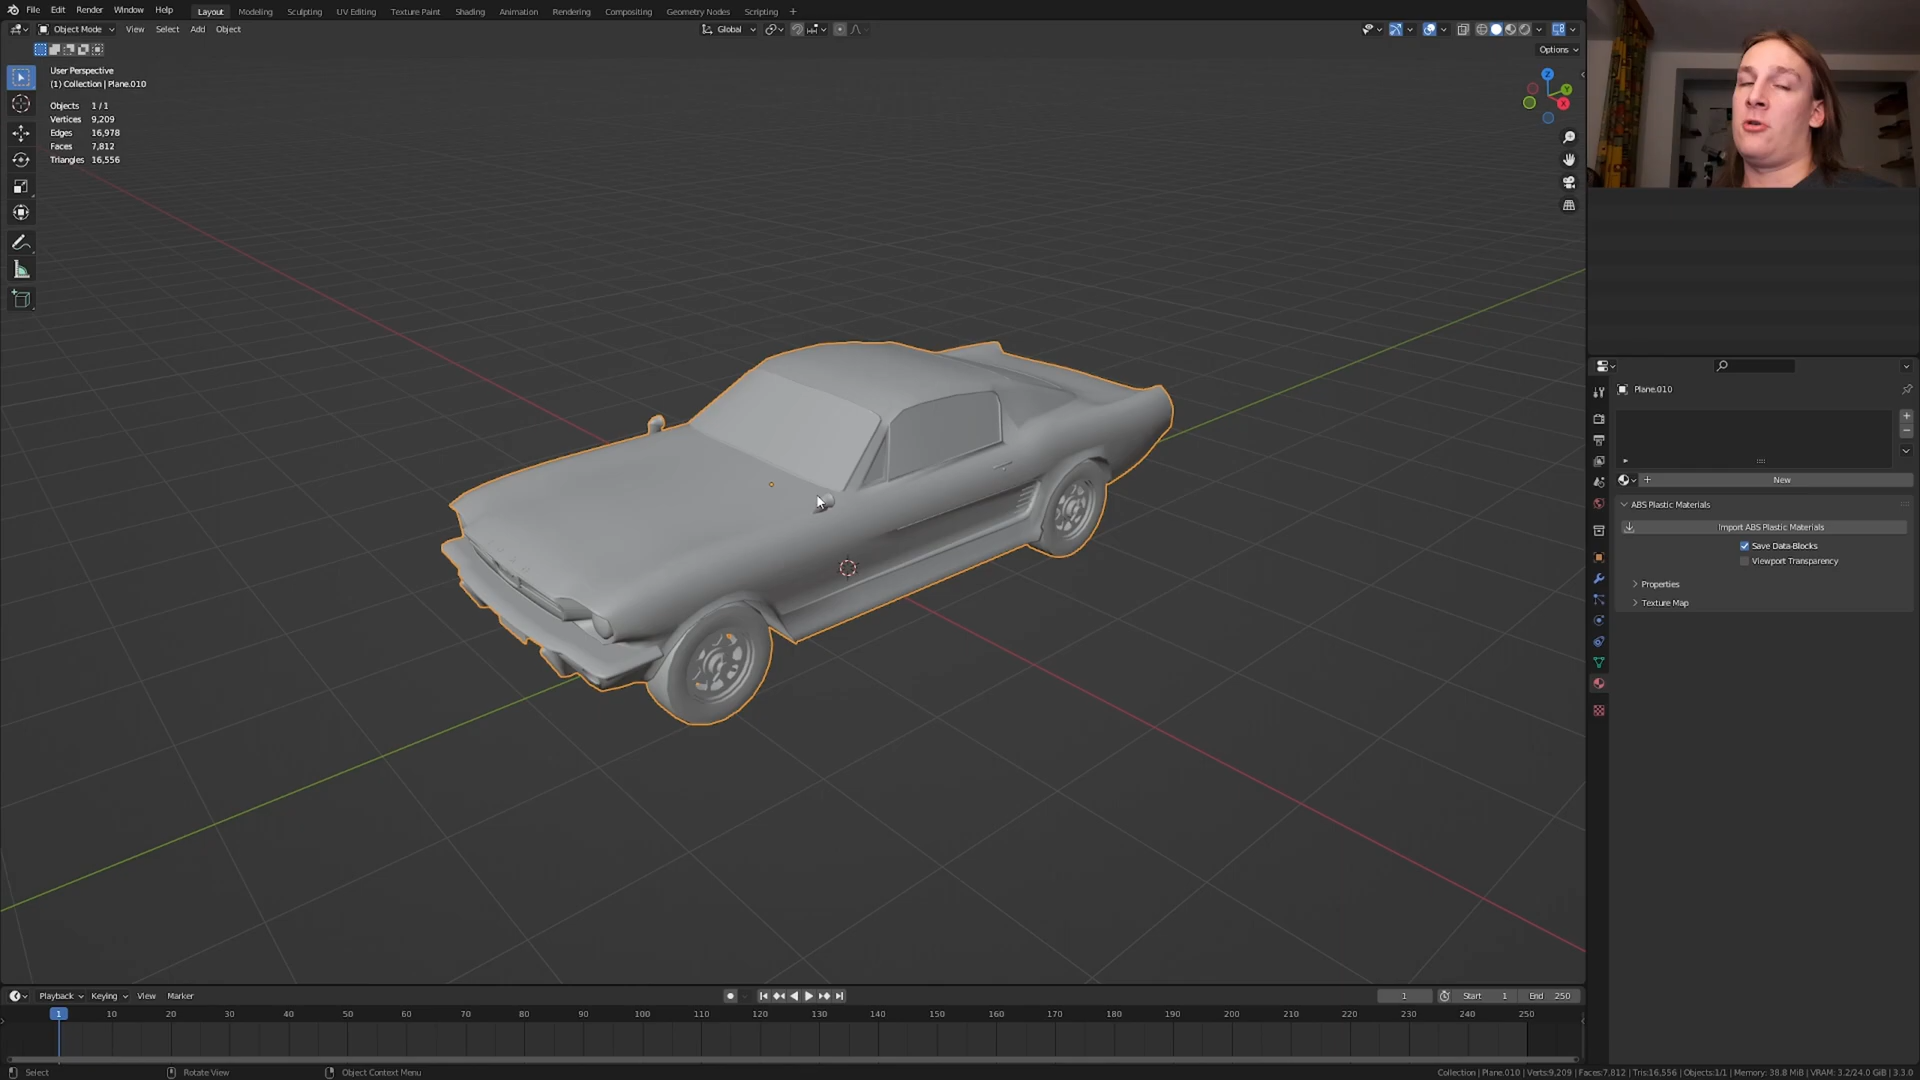 File Edit Render Window Help Layout Modeling Sculpting UV Editing Texture Paint Shading Animation Rendering Compositing Geometry Nodes Scripting +
Object Mode View Select Add Object Global
Options
User Perspective
(1) Collection | Plane.010
Objects 1 / 1
Vertices 9,209
Edges 16,978
Faces 7,812
Triangles 16,556
Z
Y
X
Plane.010
New
ABS Plastic Materials
Import ABS Plastic Materials
Save Data-Blocks
Viewport Transparency
Properties
Texture Map
Playback Keying View Marker 1 Start 1 End 250
1 10 20 30 40 50 60 70 80 90 100 110 120 130 140 150 160 170 180 190 200 210 220 230 240 250
Select Rotate View Object Context Menu Collection | Plane.010 | Verts:9,209 | Faces:7,812 | Tris:16,556 | Objects:1/1 | Memory: 38.8 MiB | VRAM: 3.2/24.0 GiB | 3.3.0